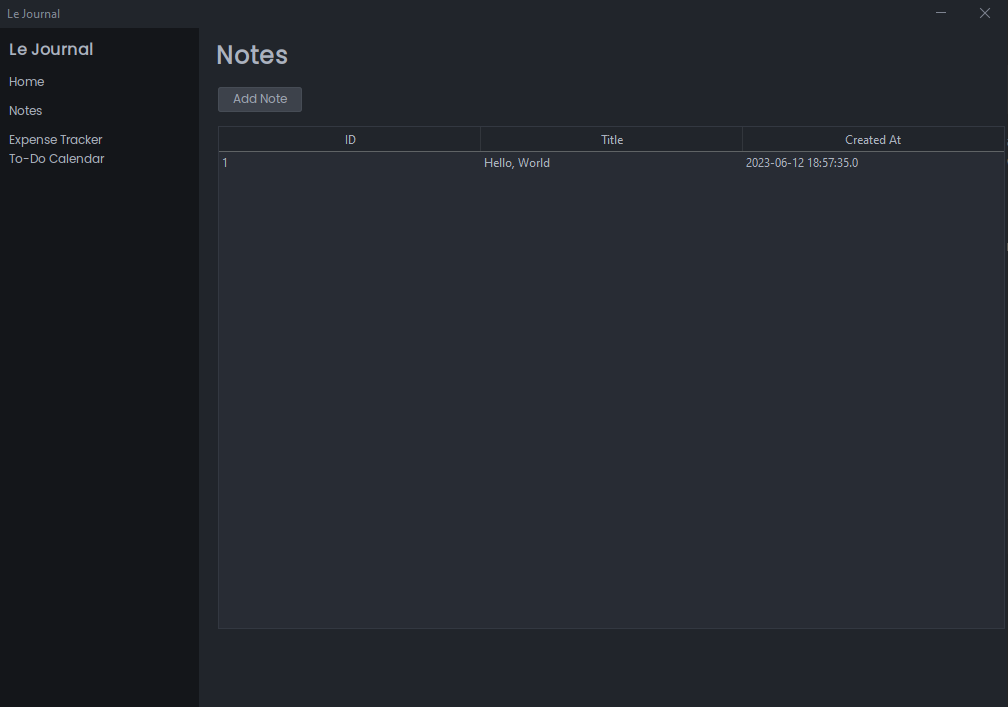 Le Journal
Le Journal
Home
Notes
Expense Tracker
To-Do Calendar
Notes
Add Note
ID Title Created At
1 Hello, World 2023-06-12 18:57:35.0